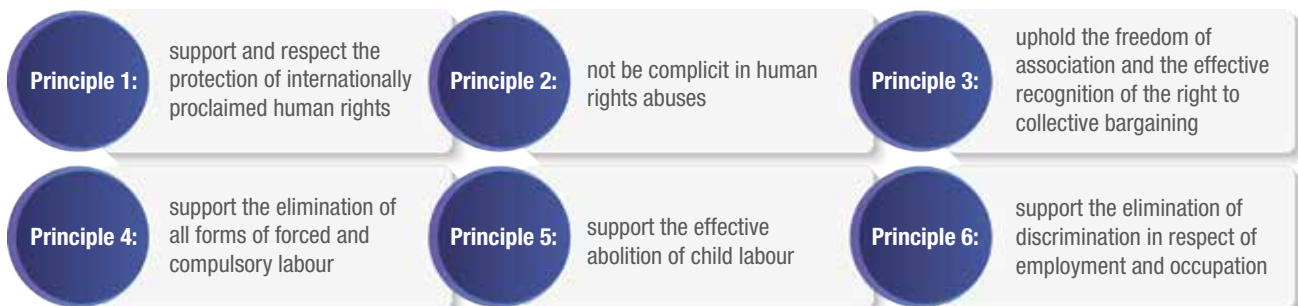 Principle 1:
support and respect the
protection of internationally
proclaimed human rights
Principle 2:
not be complicit in human
rights abuses
Principle 3:
uphold the freedom of
association and the effective
recognition of the right to
collective bargaining
Principle 4:
support the elimination of
all forms of forced and
compulsory labour
Principle 5:
support the effective
abolition of child labour
Principle 6:
support the elimination of
discrimination in respect of
employment and occupation